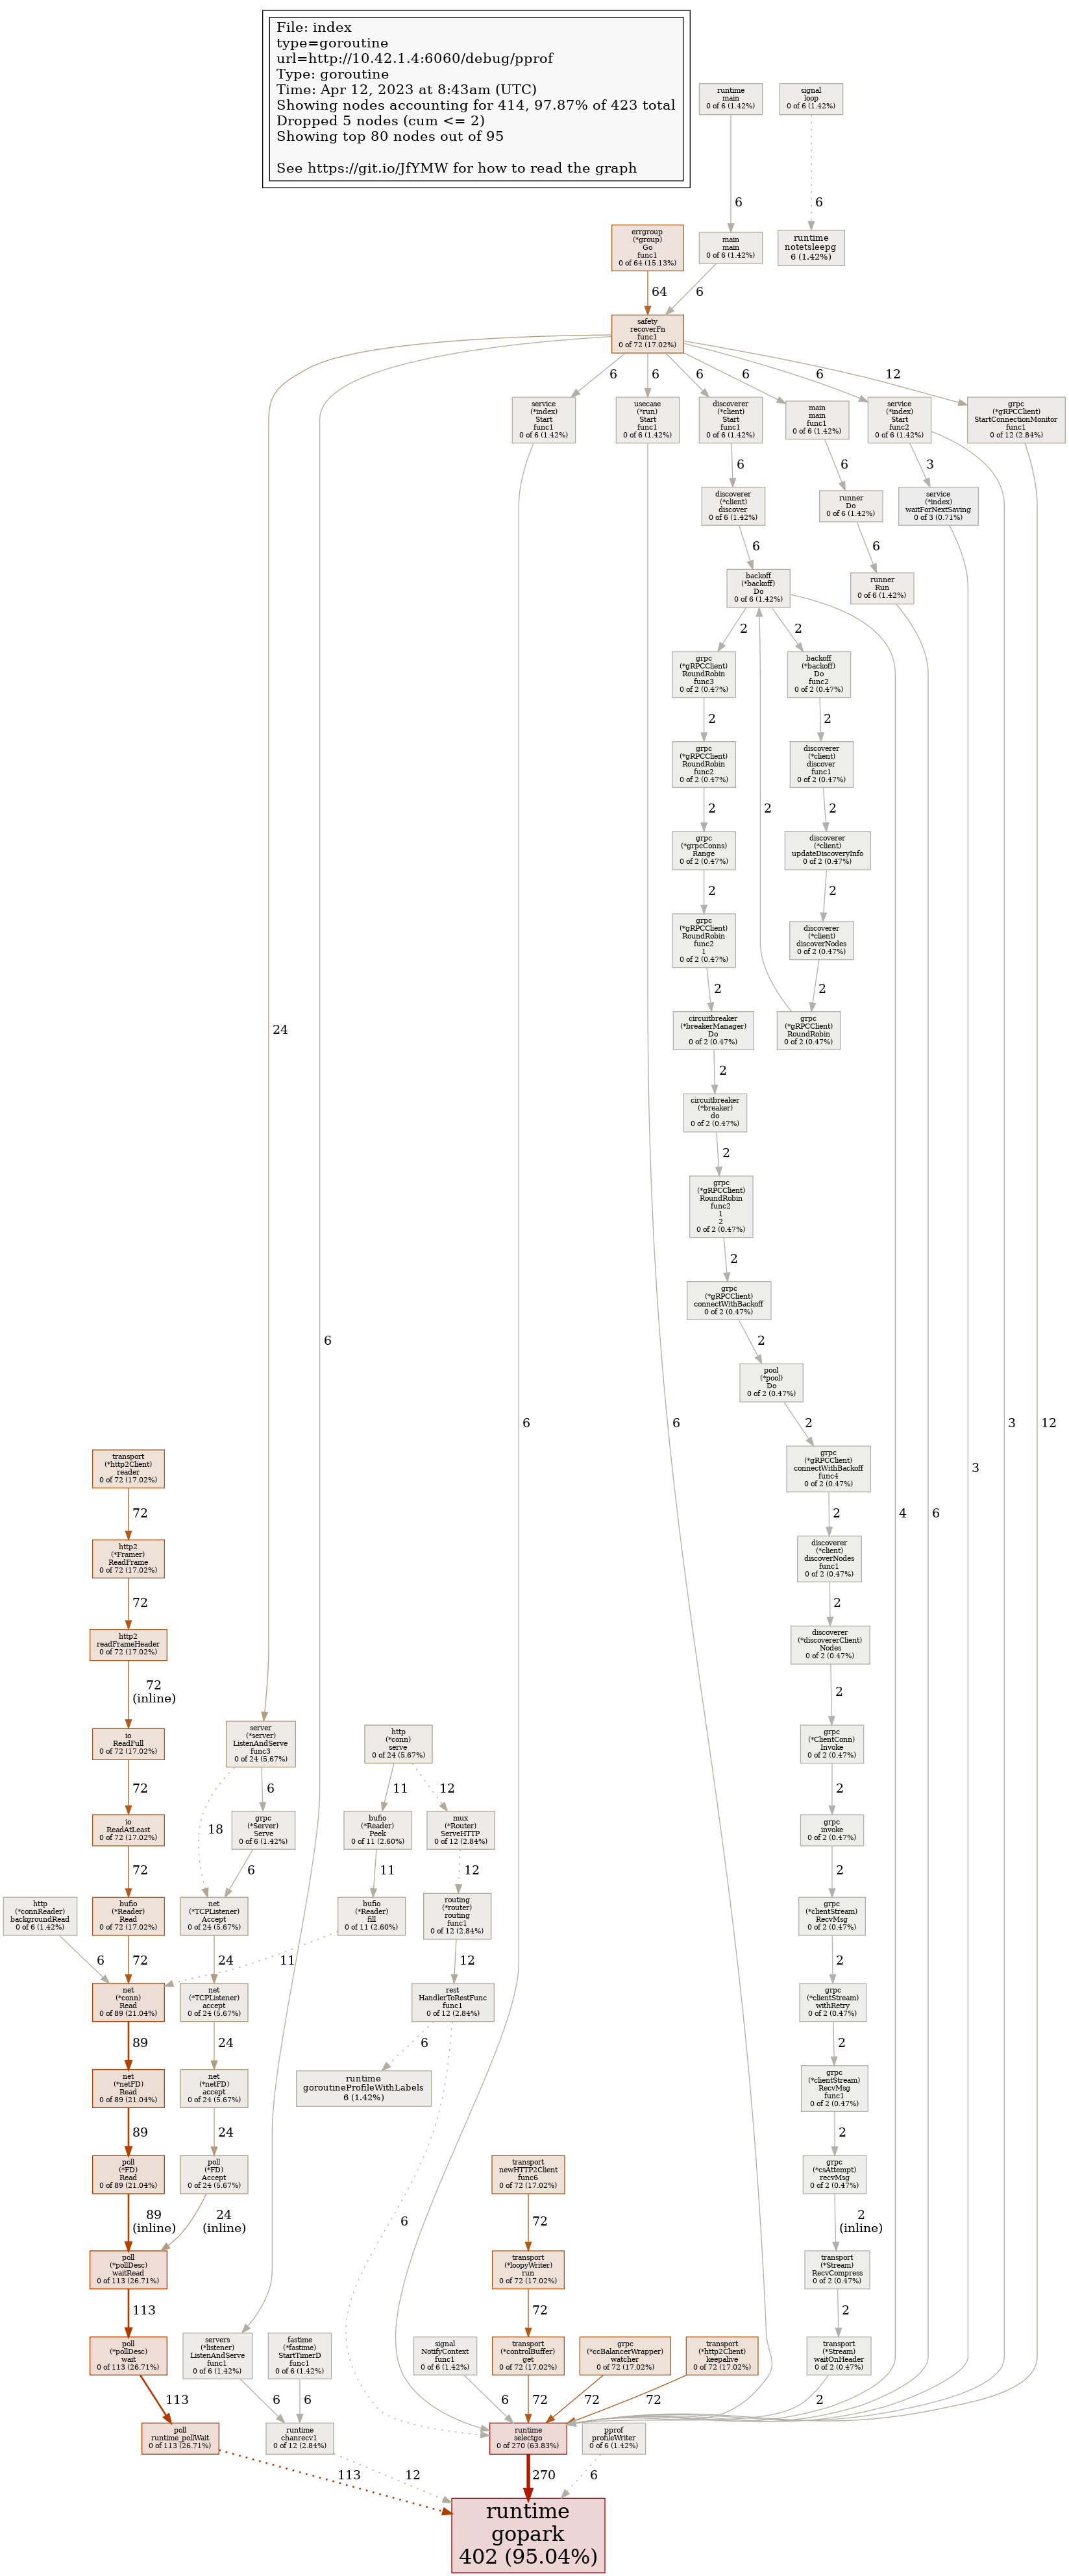 File: index
type=goroutine
url=http://10.42.1.4:6060/debug/pprof
Type: goroutine
Time: Apr 12, 2023 at 8:43am (UTC)
Showing nodes accounting for 414, 97.87% of 423 total
Dropped 5 nodes (cum <= 2)
Showing top 80 nodes out of 95
See https://git.io/JfYMW for how to read the graph
runtime
main
0 of 6 (1.42%)
signal
loop
0 of 6 (1.42%)
6
6
errgroup
(*group)
Go
func1
0 of 64 (15.13%)
main
main
0 of 6 (1.42%)
runtime
notetsleepg
6 (1.42%)
64
6
safety
recoverFn
func1
0 of 72 (17.02%)
6
6
6
6
6
12
service
(*index)
Start
func1
0 of 6 (1.42%)
usecase
(*run)
Start
func1
0 of 6 (1.42%)
discoverer
(*client)
Start
func1
0 of 6 (1.42%)
main
main
func1
0 of 6 (1.42%)
service
(*index)
Start
func2
0 of 6 (1.42%)
grpc
(*gRPCClient)
StartConnectionMonitor
func1
0 of 12 (2.84%)
6
6
3
discoverer
(*client)
discover
0 of 6 (1.42%)
runner
Do
0 of 6 (1.42%)
service
(*index)
waitForNextSaving
0 of 3 (0.71%)
6
6
backoff
(*backoff)
Do
0 of 6 (1.42%)
runner
Run
0 of 6 (1.42%)
2
2
grpc
(*gRPCClient)
RoundRobin
func3
0 of 2 (0.47%)
backoff
(*backoff)
Do
func2
0 of 2 (0.47%)
2
2
grpc
(*gRPCClient)
RoundRobin
func2
0 of 2 (0.47%)
discoverer
(*client)
discover
func1
0 of 2 (0.47%)
2
2
2
grpc
(*grpcConns)
Range
0 of 2 (0.47%)
discoverer
(*client)
updateDiscoveryInfo
0 of 2 (0.47%)
2
2
grpc
(*gRPCClient)
RoundRobin
func2
1
0 of 2 (0.47%)
discoverer
(*client)
discoverNodes
0 of 2 (0.47%)
2
2
circuitbreaker
(*breakerManager)
Do
0 of 2 (0.47%)
grpc
(*gRPCClient)
RoundRobin
0 of 2 (0.47%)
24
2
circuitbreaker
(*breaker)
do
0 of 2 (0.47%)
2
grpc
(*gRPCClient)
RoundRobin
func2
1
2
0 of 2 (0.47%)
2
grpc
(*gRPCClient)
connectWithBackoff
0 of 2 (0.47%)
6
2
pool
(*pool)
Do
0 of 2 (0.47%)
6
6
2
3
12
transport
(*http2Client)
reader
0 of 72 (17.02%)
grpc
(*gRPCClient)
connectWithBackoff
func4
0 of 2 (0.47%)
3
72
2
4
6
http2
(*Framer)
ReadFrame
0 of 72 (17.02%)
discoverer
(*client)
discoverNodes
func1
0 of 2 (0.47%)
72
2
http2
readFrameHeader
0 of 72 (17.02%)
discoverer
(*discovererClient)
Nodes
0 of 2 (0.47%)
72
(inline)
2
io
ReadFull
0 of 72 (17.02%)
server
(*server)
ListenAndServe
func3
0 of 24 (5.67%)
http
(*conn)
serve
0 of 24 (5.67%)
grpc
(*ClientConn)
Invoke
0 of 2 (0.47%)
72
6
11
12
2
io
ReadAtLeast
0 of 72 (17.02%)
18
grpc
(*Server)
Serve
0 of 6 (1.42%)
bufio
(*Reader)
Peek
0 of 11 (2.60%)
mux
(*Router)
ServeHTTP
0 of 12 (2.84%)
grpc
invoke
0 of 2 (0.47%)
72
6
11
12
2
http
(*connReader)
backgroundRead
0 of 6 (1.42%)
bufio
(*Reader)
Read
0 of 72 (17.02%)
net
(*TCPListener)
Accept
0 of 24 (5.67%)
bufio
(*Reader)
fill
0 of 11 (2.60%)
routing
(*router)
routing
func1
0 of 12 (2.84%)
grpc
(*clientStream)
RecvMsg
0 of 2 (0.47%)
6
72
24
11
12
2
net
(*conn)
Read
0 of 89 (21.04%)
net
(*TCPListener)
accept
0 of 24 (5.67%)
rest
HandlerToRestFunc
func1
0 of 12 (2.84%)
grpc
(*clientStream)
withRetry
0 of 2 (0.47%)
89
24
6
2
net
(*netFD)
Read
0 of 89 (21.04%)
net
(*netFD)
accept
0 of 24 (5.67%)
runtime
goroutineProfileWithLabels
6 (1.42%)
grpc
(*clientStream)
RecvMsg
func1
0 of 2 (0.47%)
89
24
2
poll
(*FD)
Read
0 of 89 (21.04%)
poll
(*FD)
Accept
0 of 24 (5.67%)
transport
newHTTP2Client
func6
0 of 72 (17.02%)
grpc
(*csAttempt)
recvMsg
0 of 2 (0.47%)
89
(inline)
24
(inline)
6
72
2
(inline)
poll
(*pollDesc)
waitRead
0 of 113 (26.71%)
transport
(*loopyWriter)
run
0 of 72 (17.02%)
transport
(*Stream)
RecvCompress
0 of 2 (0.47%)
113
72
2
poll
(*pollDesc)
wait
0 of 113 (26.71%)
servers
(*listener)
ListenAndServe
func1
0 of 6 (1.42%)
fastime
(*fastime)
StartTimerD
func1
0 of 6 (1.42%)
signal
NotifyContext
func1
0 of 6 (1.42%)
transport
(*controlBuffer)
get
0 of 72 (17.02%)
grpc
(*ccBalancerWrapper)
watcher
0 of 72 (17.02%)
transport
(*http2Client)
keepalive
0 of 72 (17.02%)
transport
(*Stream)
waitOnHeader
0 of 2 (0.47%)
113
6
6
6
72
72
72
2
poll
runtime_pollWait
0 of 113 (26.71%)
runtime
chanrecv1
0 of 12 (2.84%)
runtime
selectgo
0 of 270 (63.83%)
pprof
profileWriter
0 of 6 (1.42%)
113
12
270
6
runtime
gopark
402 (95.04%)